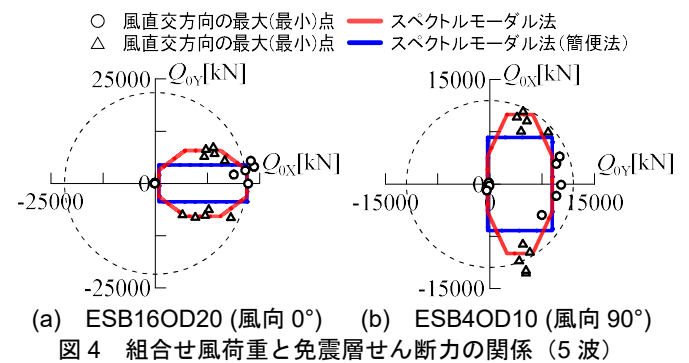 ○ 風直交方向の最大(最小)点 スペクトルモーダル法
△ 風直交方向の最大(最小)点 スペクトルモーダル法(簡便法)
25000 Q0Y[kN]
Q0X[kN]
-25000 0 25000
-25000
15000 Q0X[kN]
Q0Y[kN]
-15000 0 15000
-15000
(a) ESB16OD20 (風向 0°) (b) ESB4OD10 (風向 90°)
図4 組合せ風荷重と免震層せん断力の関係（5 波）